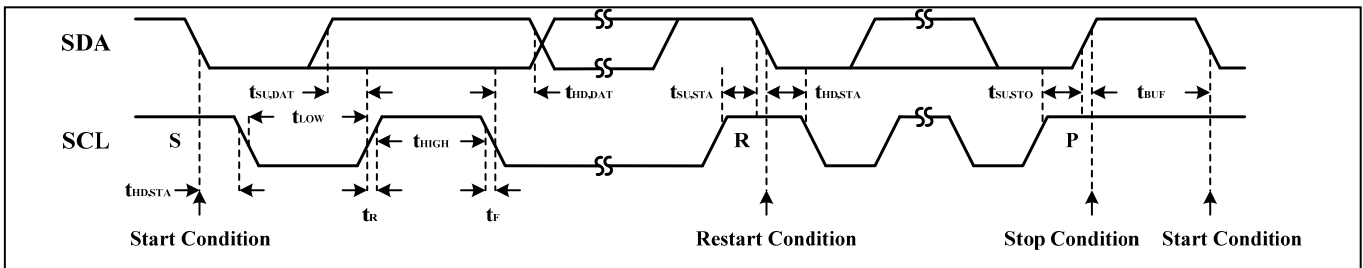 SDA
tSU,DAT
tHD,DAT
tSU,STA
tHD,STA
tSU,STO
tBUF
tLOW
SCL
S
tHIGH
R
P
tHD,STA
tR
tF
Start Condition
Restart Condition
Stop Condition
Start Condition